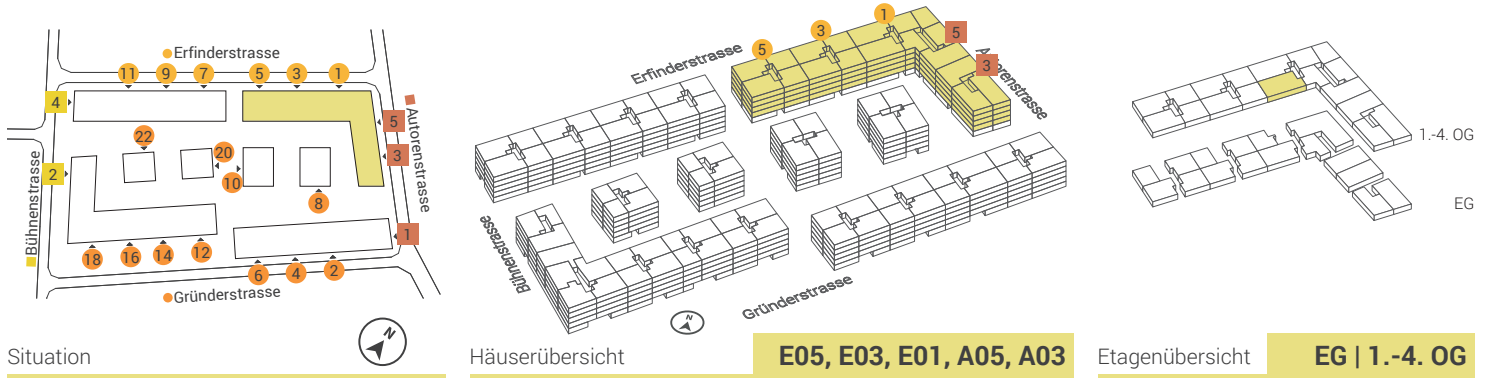 Erfinderstrasse
11
9
7
5
3
1
4
5
Autorenstrasse
22
20
3
2
10
8
Bühnenstrasse
1
18
16
14
12
6
4
2
Gründerstrasse
N
Situation
1
3
5
5
3
Erfinderstrasse
Autorenstrasse
Bühnenstrasse
Gründerstrasse
N
Häuserübersicht
E05, E03, E01, A05, A03
1.-4. OG
EG
Etagenübersicht
EG | 1.-4. OG